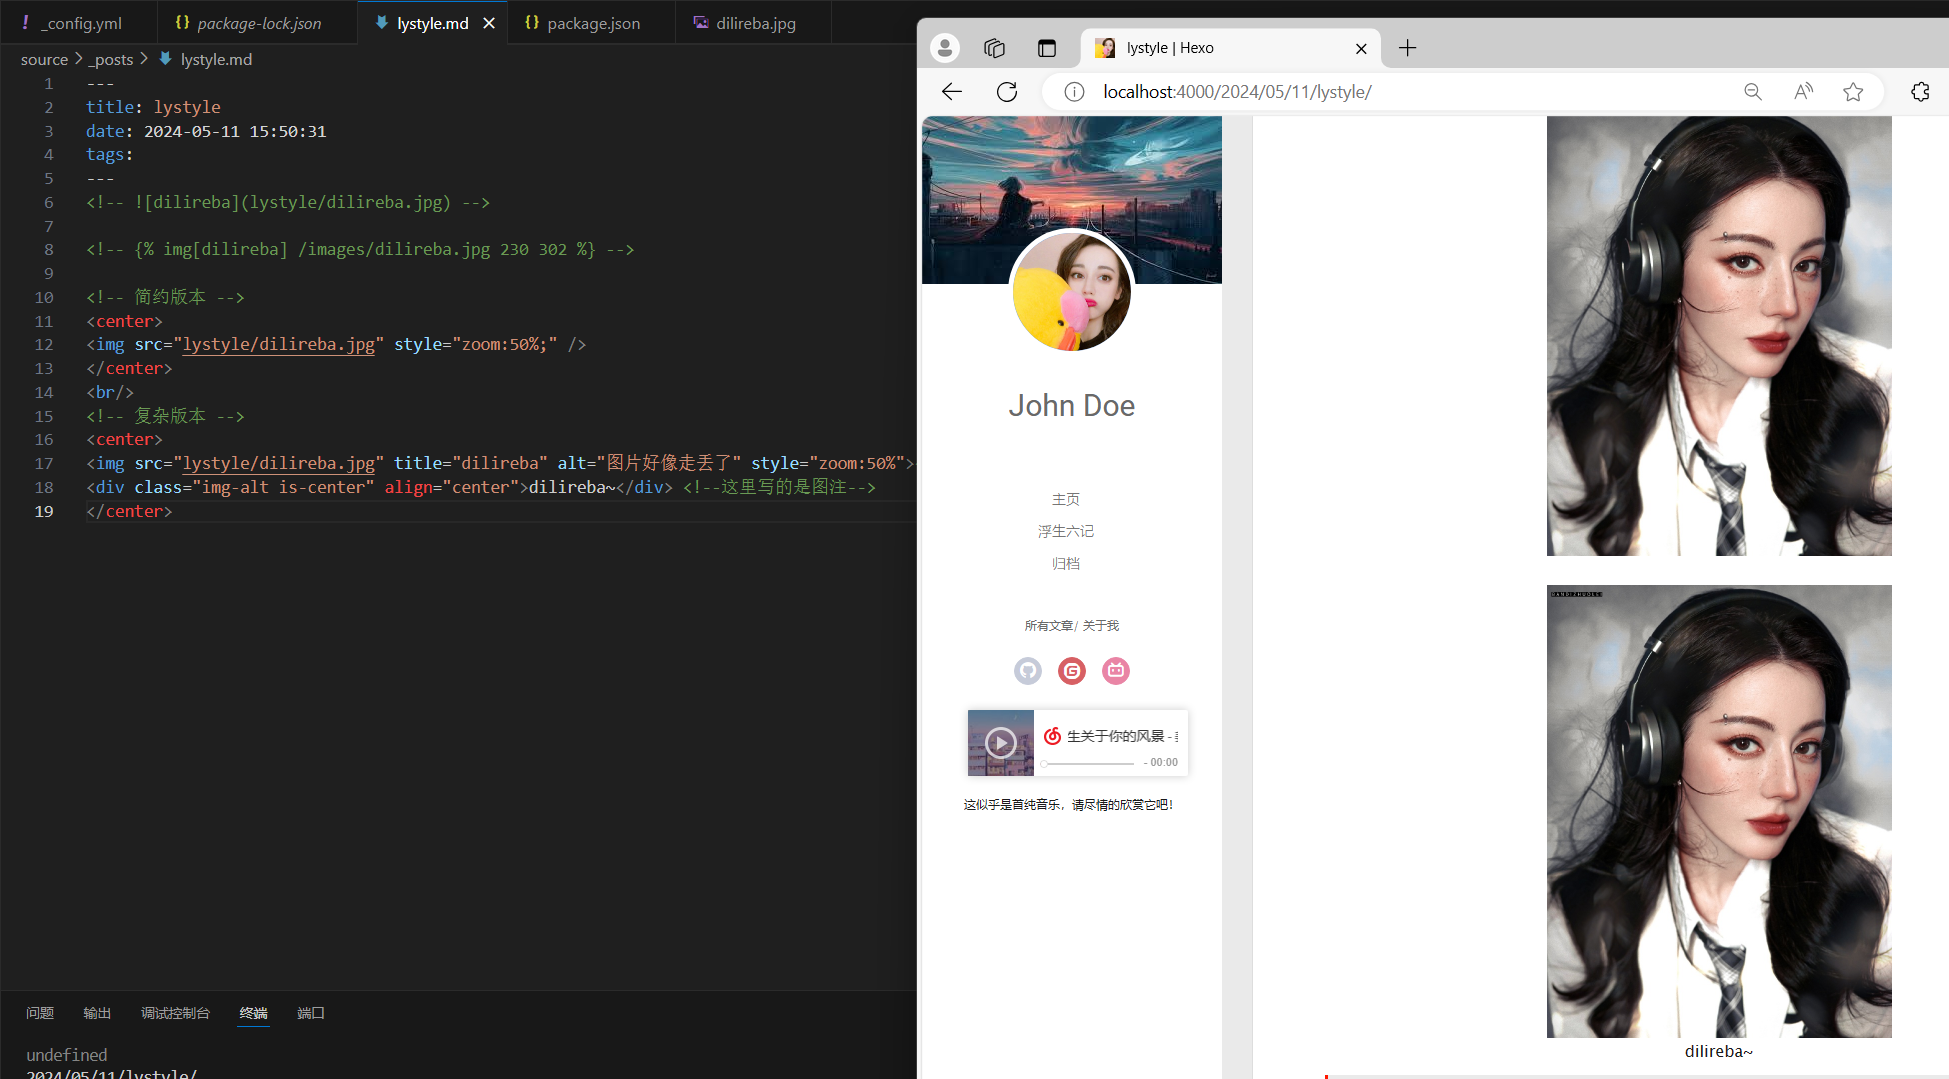 _config.yml
package-lock.json
lystyle.md
package.json
dilireba.jpg
source > _posts > lystyle.md
1 ---
2 title: lystyle
3 date: 2024-05-11 15:50:31
4 tags:
5 ---
6 <!-- ![dilireba](lystyle/dilireba.jpg) -->
7
8 <!-- {% img[dilireba] /images/dilireba.jpg 230 302 %} -->
9
10 <!-- 简约版本 -->
11 <center>
12 <img src="lystyle/dilireba.jpg" style="zoom:50%;" />
13 </center>
14 <br/>
15 <!-- 复杂版本 -->
16 <center>
17 <img src="lystyle/dilireba.jpg" title="dilireba" alt="图片好像走丢了" style="zoom:50%">
18 <div class="img-alt is-center" align="center">dilireba~</div> <!--这里写的是图注-->
19 </center>
问题 输出 调试控制台 终端 端口
undefined
2024/05/11/lystyle/
lystyle | Hexo
localhost:4000/2024/05/11/lystyle/
John Doe
主页
浮生六记
归档
所有文章/ 关于我
生关于你的风景 -
- 00:00
这似乎是首纯音乐，请尽情的欣赏它吧！
dilireba~